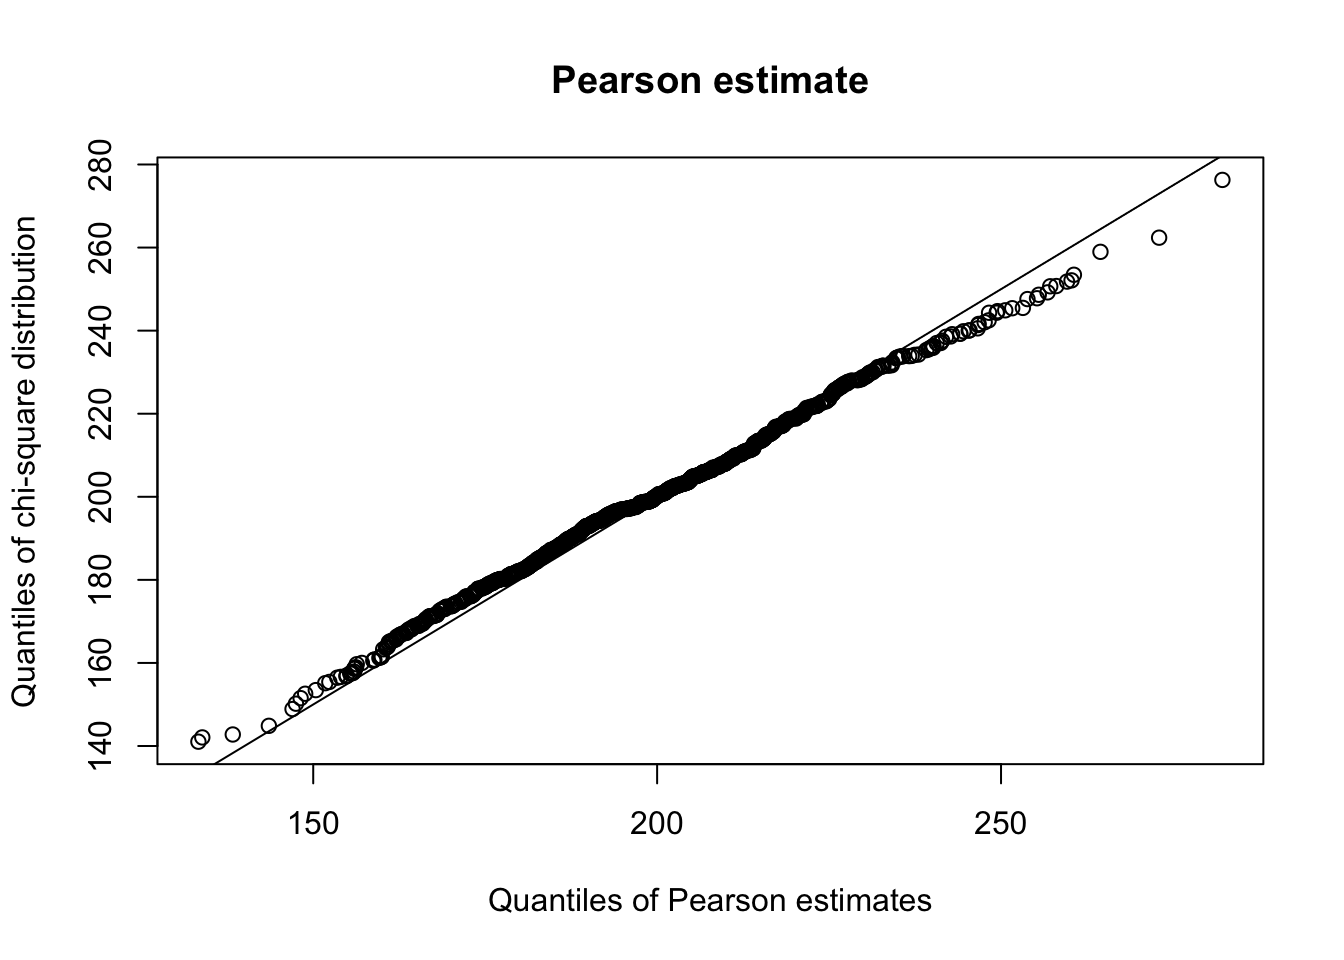 Pearson estimate
Quantiles of chi-square distribution
280
260
240
220
200
180
160
140
150 200 250
Quantiles of Pearson estimates